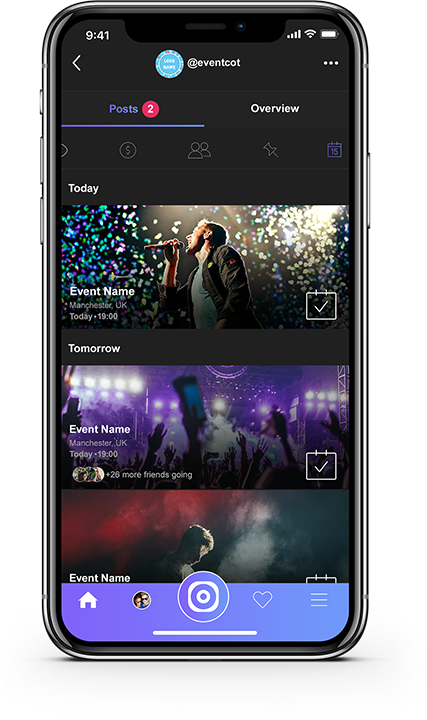 9:41
LOGO
NAME
@eventcot
Posts 2
Overview
15
Today
Event Name
Manchester, UK
Today • 19:00
Tomorrow
Event Name
Manchester, UK
Today • 19:00
+26 more friends going
Event Name